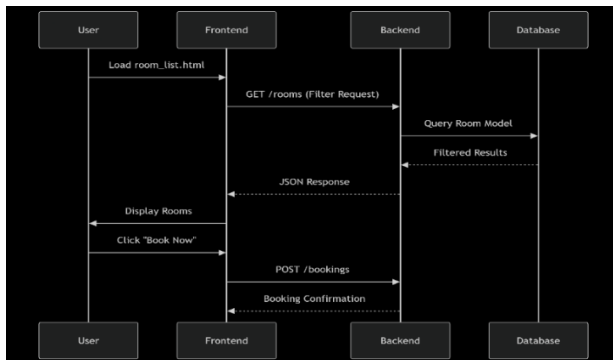 User
Frontend
Backend
Database
Load room_list.html
GET /rooms (Filter Request)
Query Room Model
Filtered Results
JSON Response
Display Rooms
Click "Book Now"
POST /bookings
Booking Confirmation
User
Frontend
Backend
Database